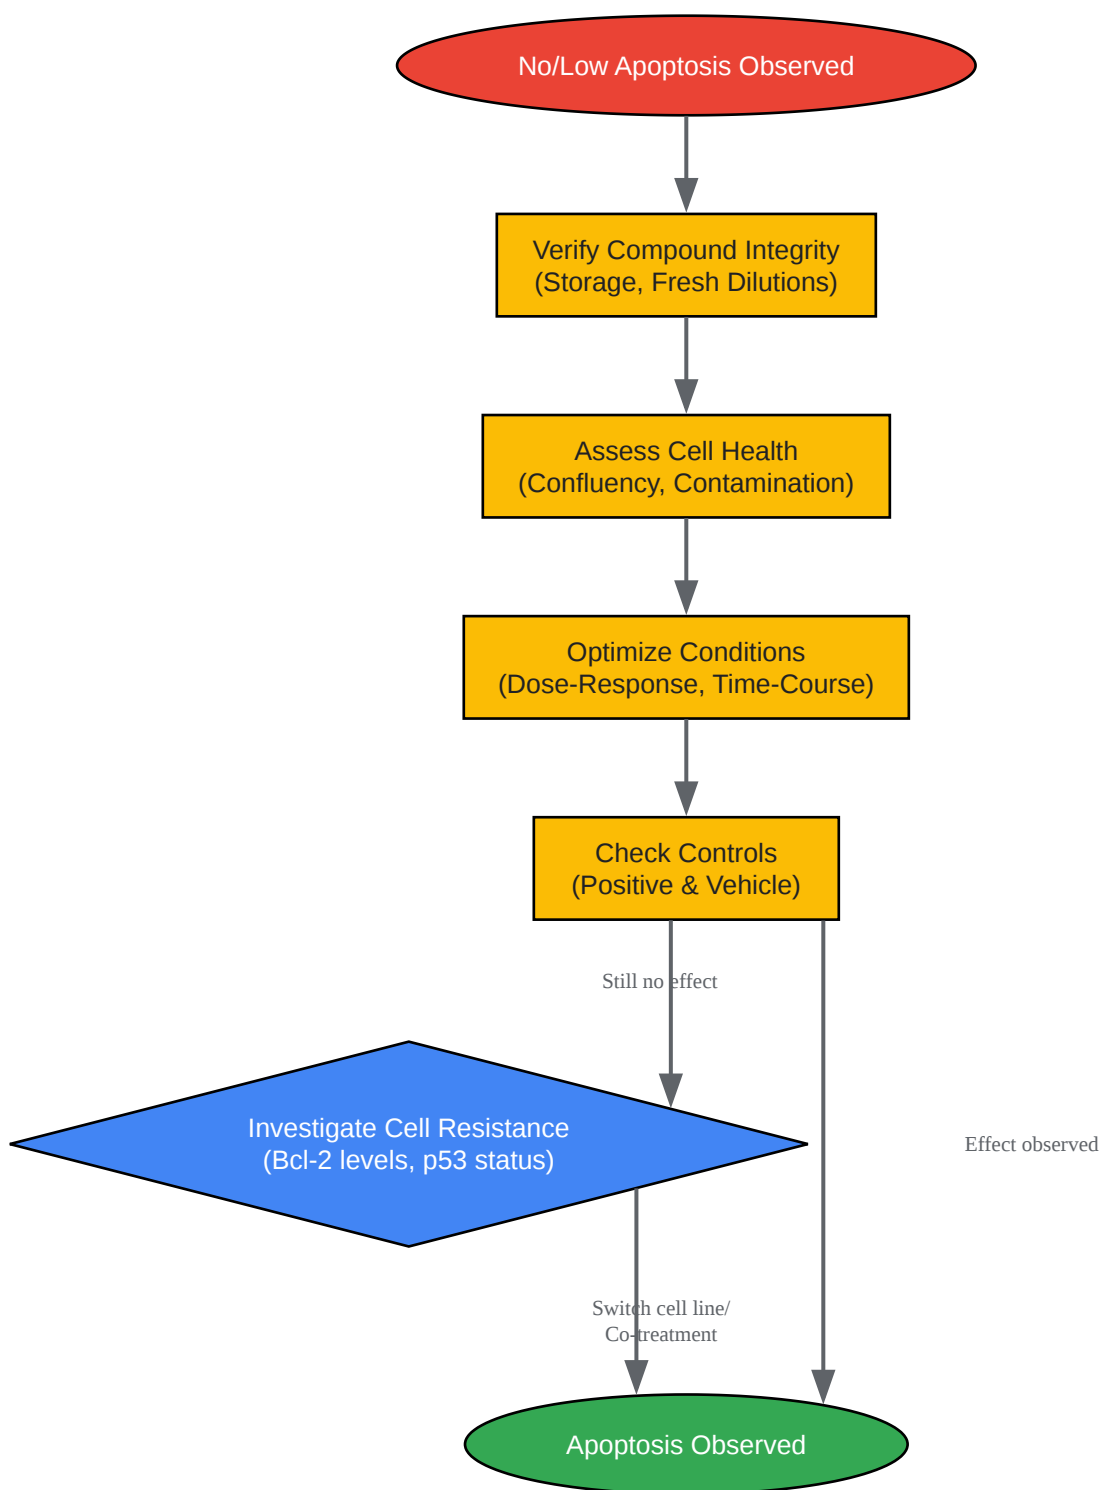 No/Low Apoptosis Observed
Verify Compound Integrity
(Storage, Fresh Dilutions)
Assess Cell Health
(Confluency, Contamination)
Optimize Conditions
(Dose-Response, Time-Course)
Check Controls
(Positive & Vehicle)
Still no effect
Investigate Cell Resistance
(Bcl-2 levels, p53 status)
Effect observed
Switch cell line/
Co-treatment
Apoptosis Observed